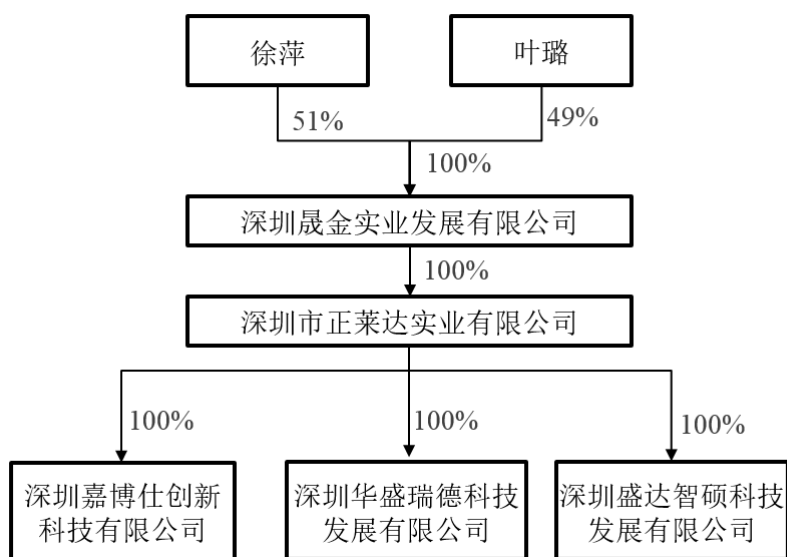 徐萍
叶璐
51%
49%
100%
深圳晟金实业发展有限公司
100%
深圳市正莱达实业有限公司
100%
100%
100%
深圳嘉博仕创新
科技有限公司
深圳华盛瑞德科技
发展有限公司
深圳盛达智硕科技
发展有限公司